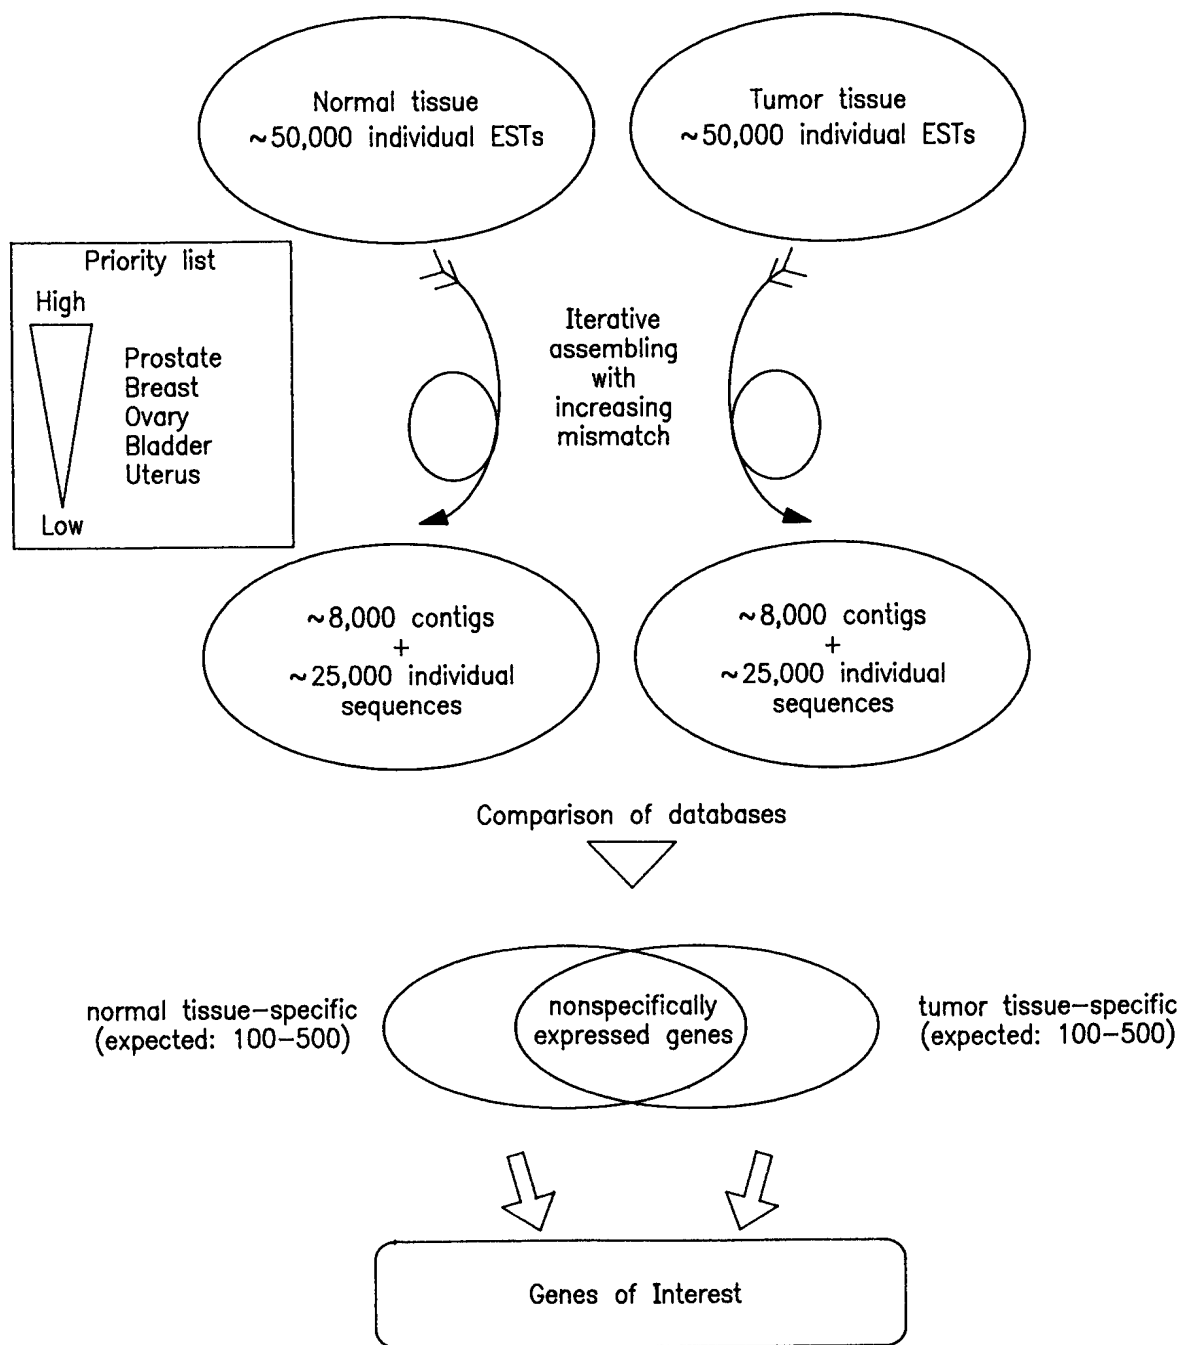 Normal tissue
~50,000 individual ESTs
Tumor tissue
~50,000 individual ESTs
Priority list
High
Prostate
Breast
Ovary
Bladder
Uterus
Low
Iterative
assembling
with
increasing
mismatch
~8,000 contigs
+
~25,000 individual
sequences
~8,000 contigs
+
~25,000 individual
sequences
Comparison of databases
normal tissue-specific
(expected: 100-500)
nonspecifically
expressed genes
tumor tissue-specific
(expected: 100-500)
Genes of Interest